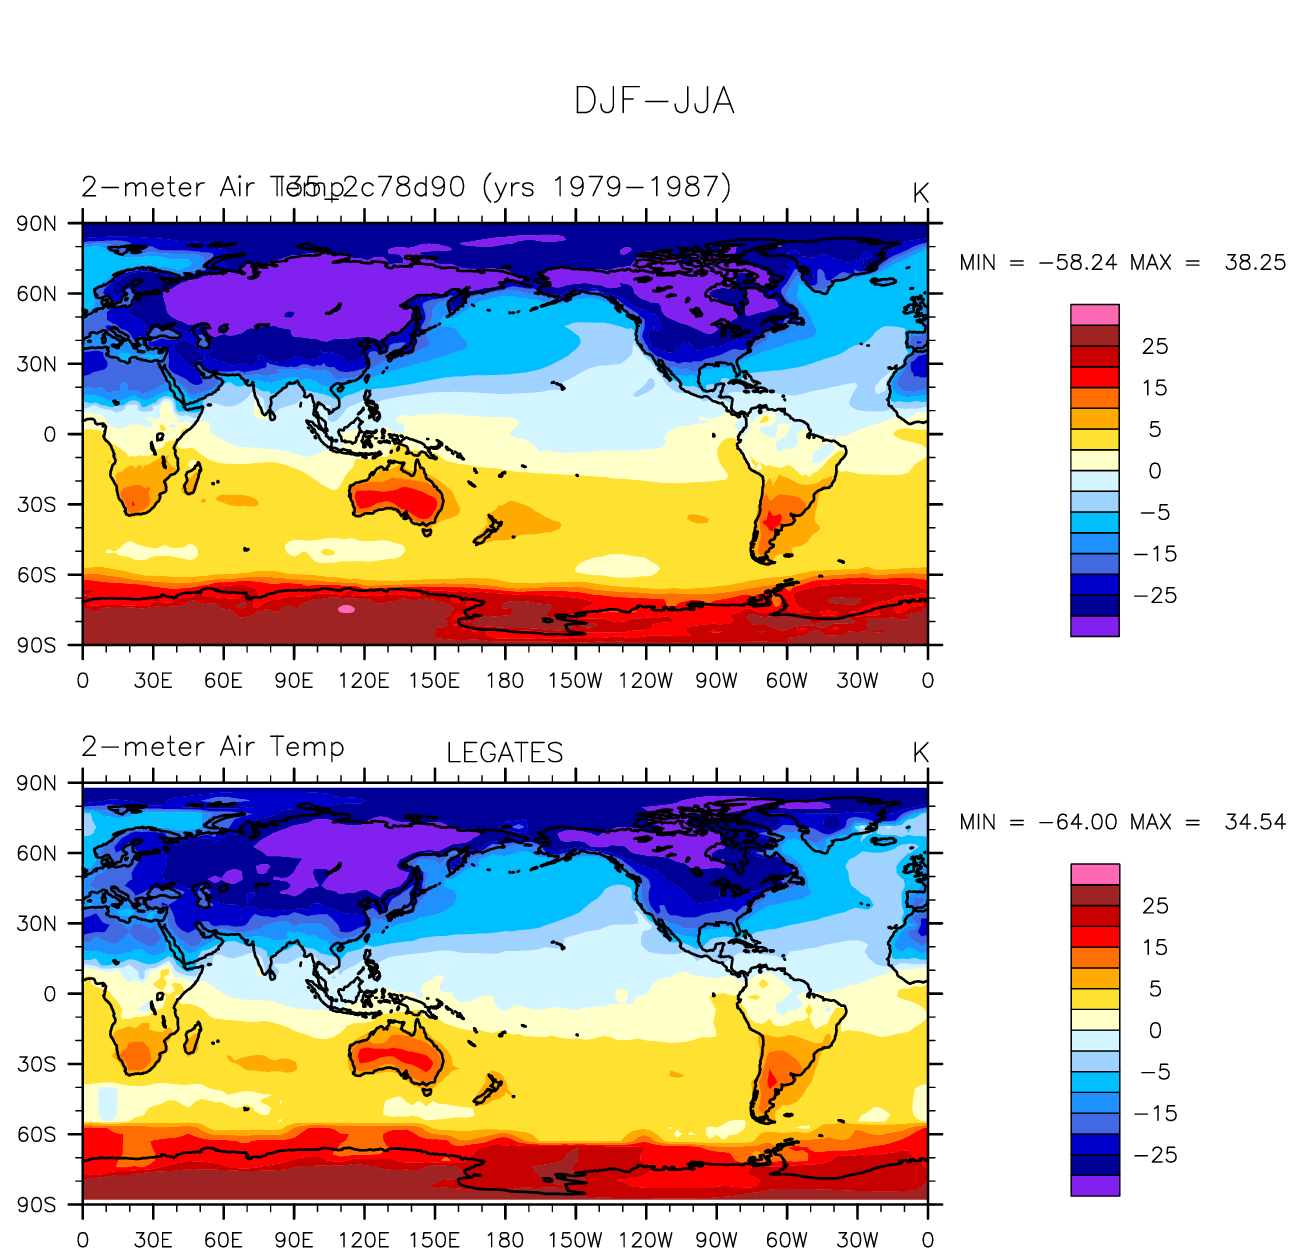 DJF−JJA
2−meter Air Temp
135_2c78d90 (yrs 1979−1987)
K
90N
60N
30N
0
30S
60S
90S
0 30E 60E 90E 120E 150E 180 150W 120W 90W 60W 30W 0
MIN = −58.24 MAX = 38.25
25
15
5
0
−5
−15
−25
2−meter Air Temp
LEGATES
K
90N
60N
30N
0
30S
60S
90S
0 30E 60E 90E 120E 150E 180 150W 120W 90W 60W 30W 0
MIN = −64.00 MAX = 34.54
25
15
5
0
−5
−15
−25